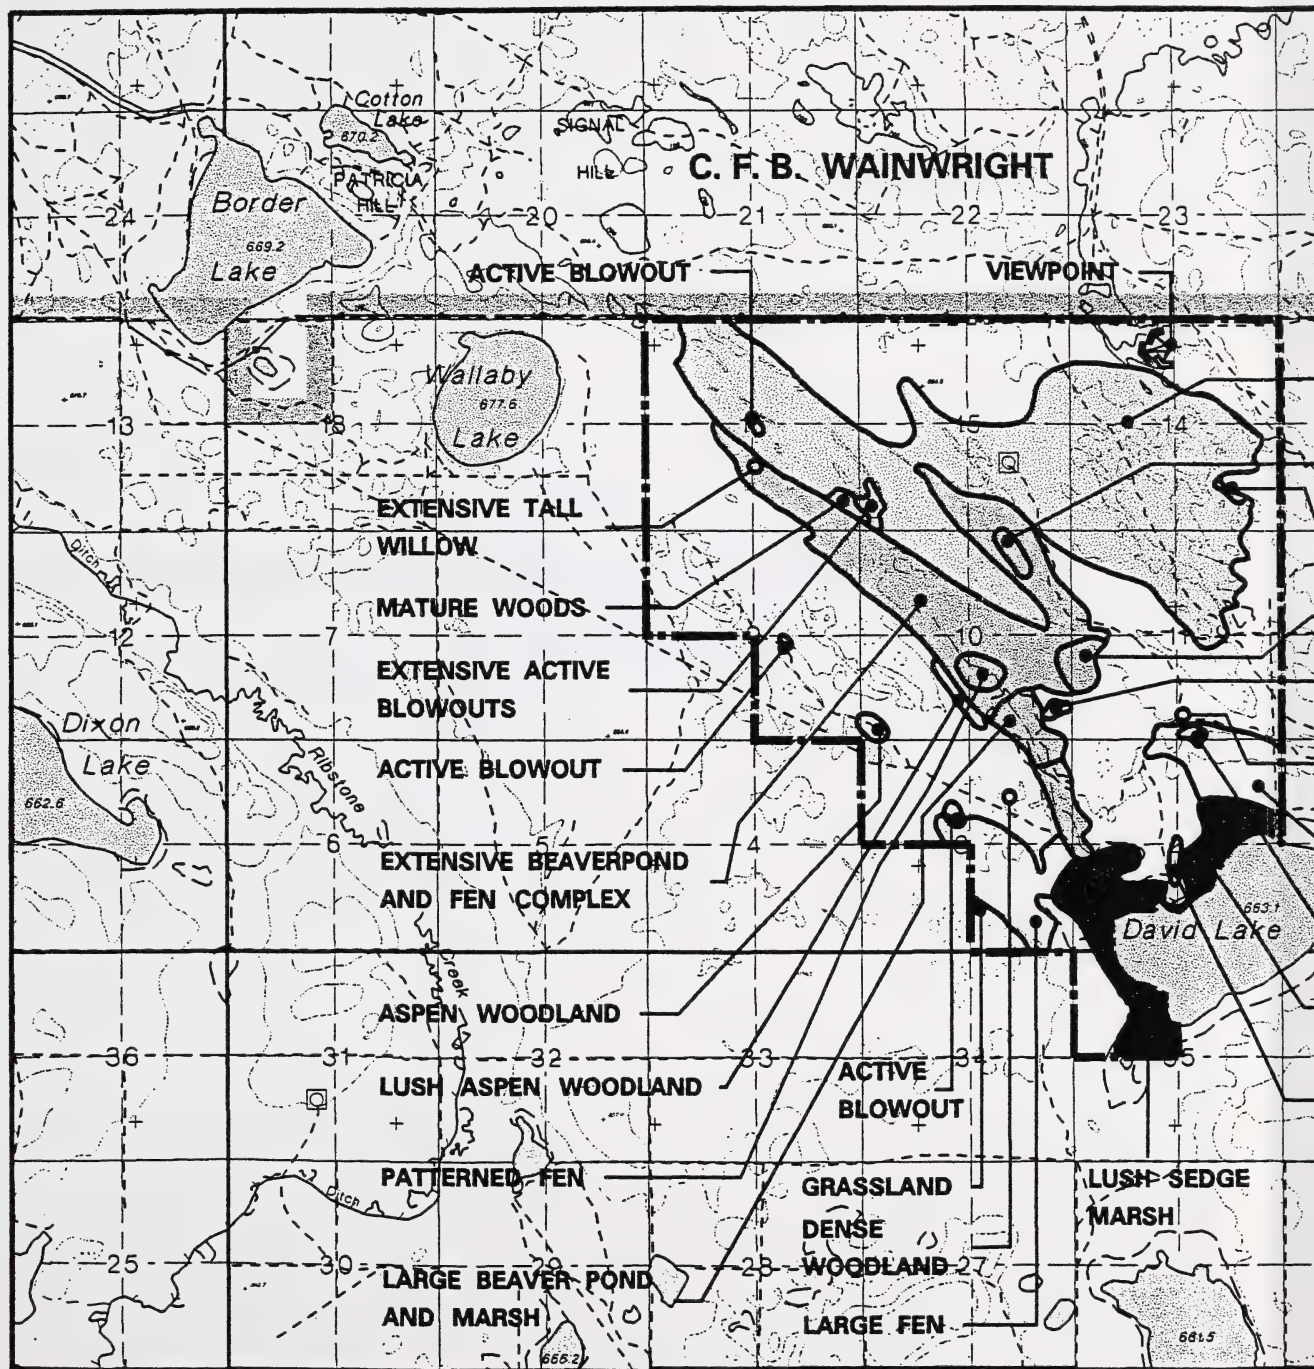 Cotton
Lake
670.2
SIGNAL
HILL
C. F. B. WAINWRIGHT
PATRICIA
HILL
Border
Lake
669.2
24
20
21
22
23
ACTIVE BLOWOUT
VIEWPOINT
Wallaby
Lake
677.6
13
18
15
14
EXTENSIVE TALL
WILLOW
Ditch
MATURE WOODS
12
7
10
11
EXTENSIVE ACTIVE
BLOWOUTS
Dixon
Lake
662.6
Ribstone
Creek
ACTIVE BLOWOUT
6
5
4
EXTENSIVE BEAVERPOND
AND FEN COMPLEX
663.1
David Lake
ASPEN WOODLAND
36
31
32
33
34
35
LUSH ASPEN WOODLAND
ACTIVE
BLOWOUT
PATTERNED FEN
Ditch
GRASSLAND
LUSH SEDGE
MARSH
DENSE
WOODLAND
25
30
29
28
27
LARGE BEAVER POND
AND MARSH
LARGE FEN
665.2
661.5